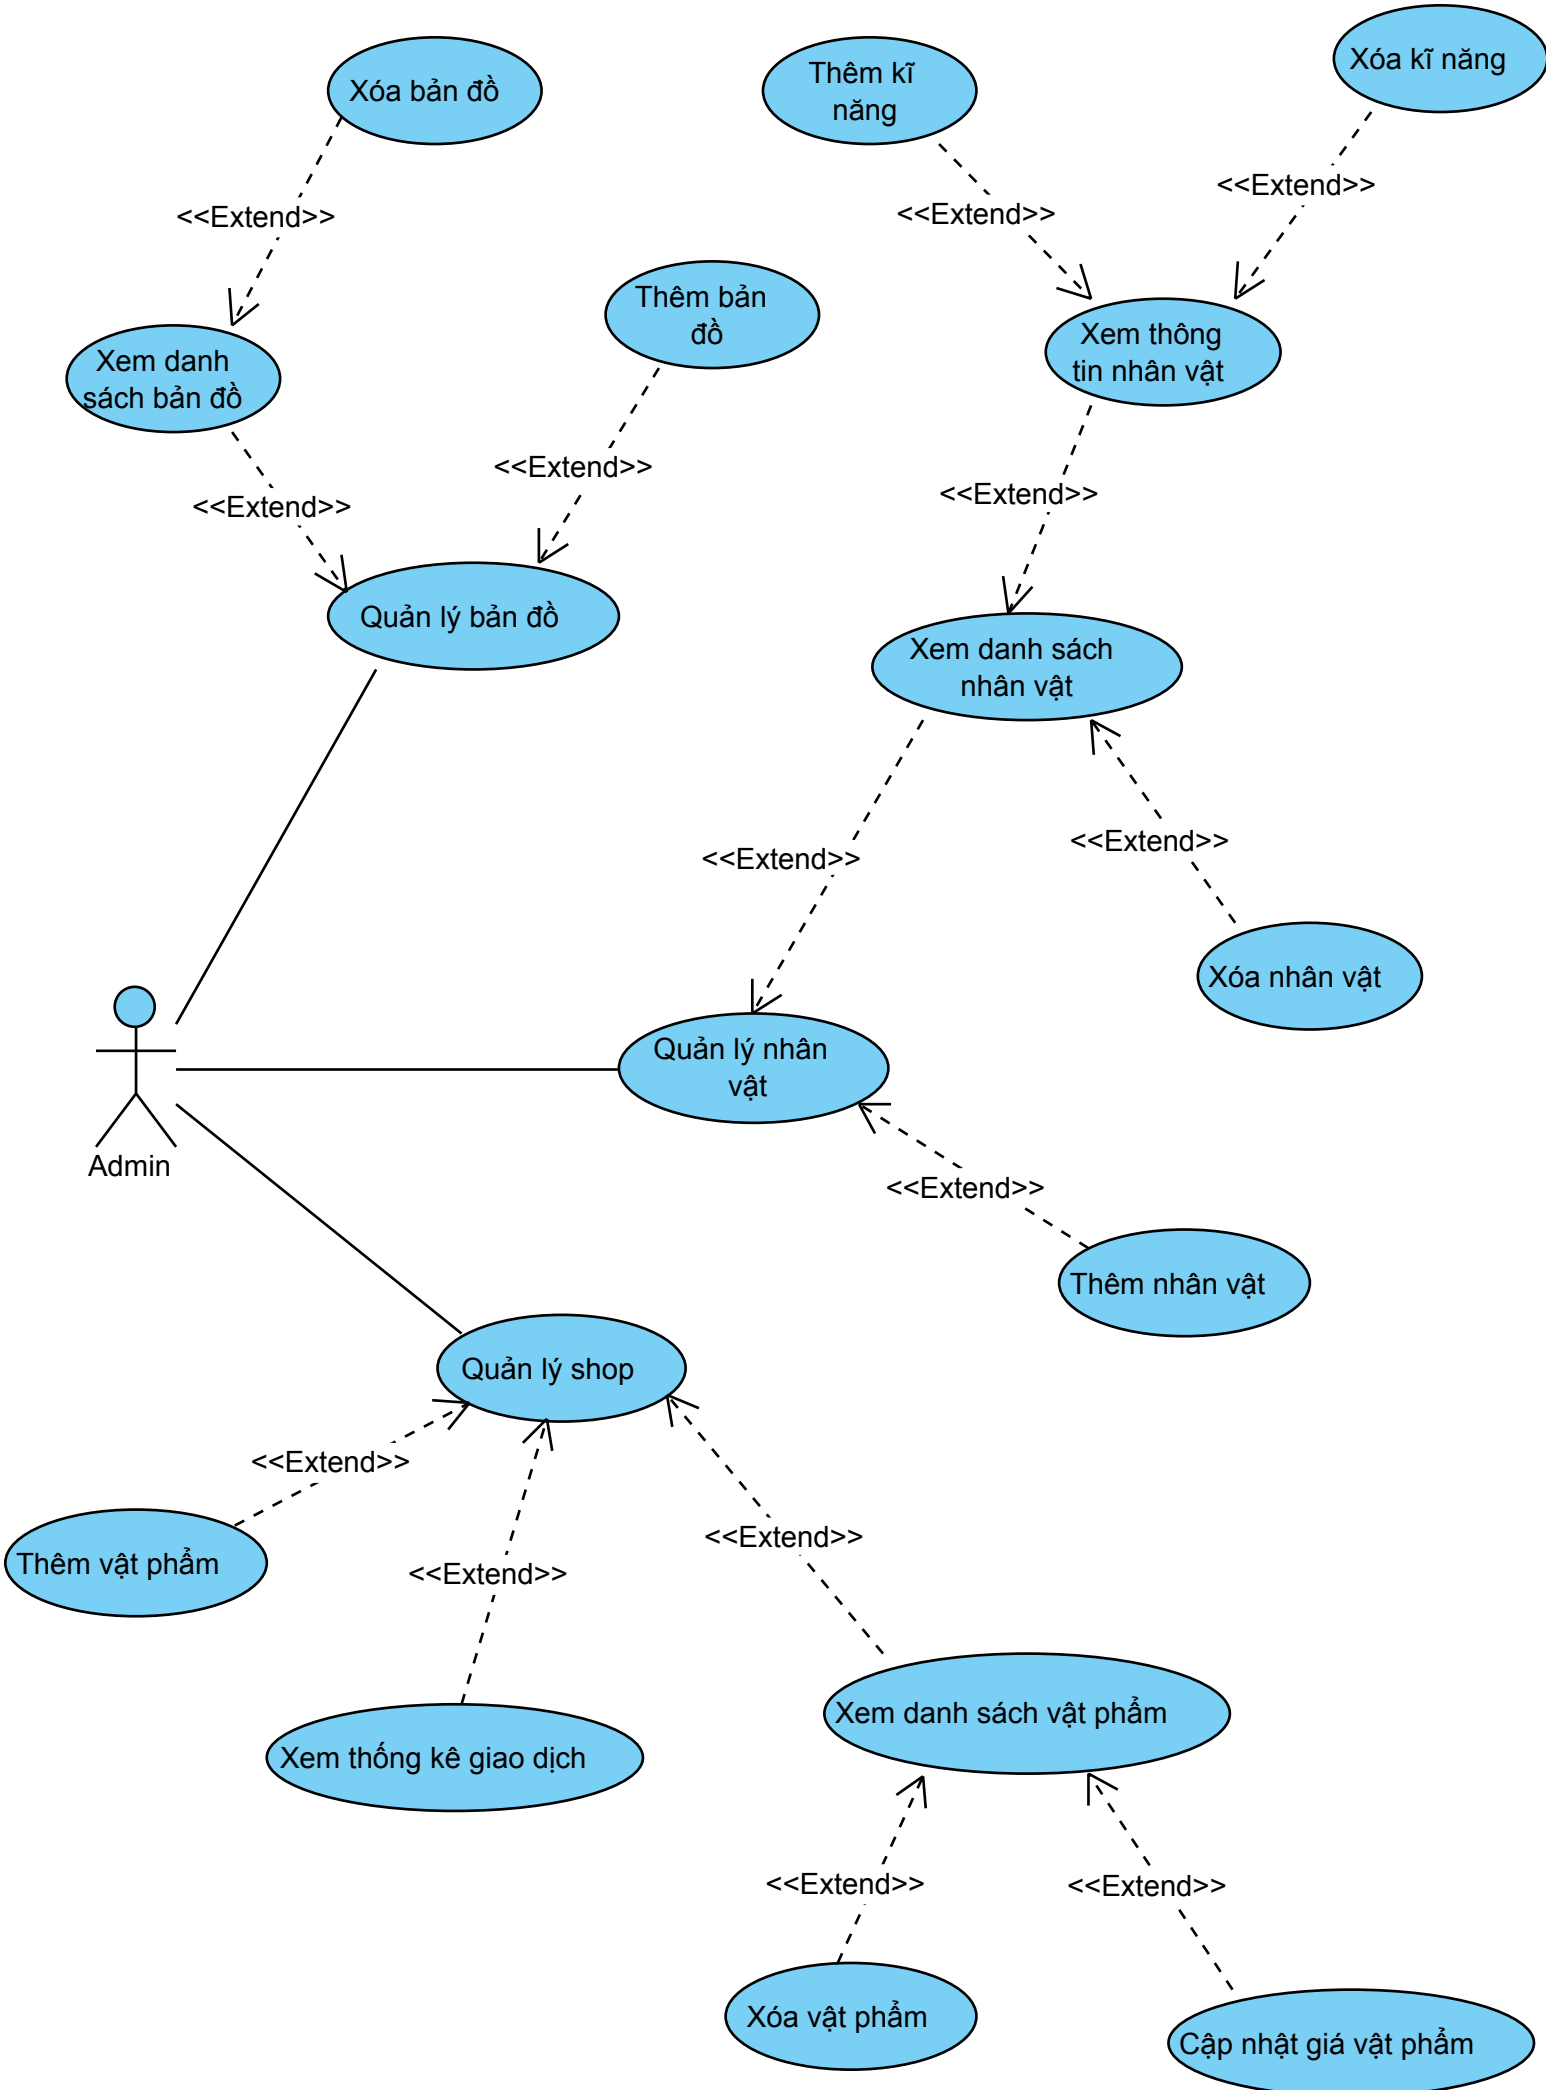 Xóa kĩ năng
Thêm kĩ
năng
Xóa bản đồ
<<Extend>>
<<Extend>>
<<Extend>>
Thêm bản
đồ
Xem thông
tin nhân vật
Xem danh
sách bản đồ
<<Extend>>
<<Extend>>
<<Extend>>
Quản lý bản đồ
Xem danh sách
nhân vật
<<Extend>>
<<Extend>>
Xóa nhân vật
Quản lý nhân
vật
Admin
<<Extend>>
Thêm nhân vật
Quản lý shop
<<Extend>>
<<Extend>>
Thêm vật phẩm
<<Extend>>
Xem danh sách vật phẩm
Xem thống kê giao dịch
<<Extend>>
<<Extend>>
Xóa vật phẩm
Cập nhật giá vật phẩm